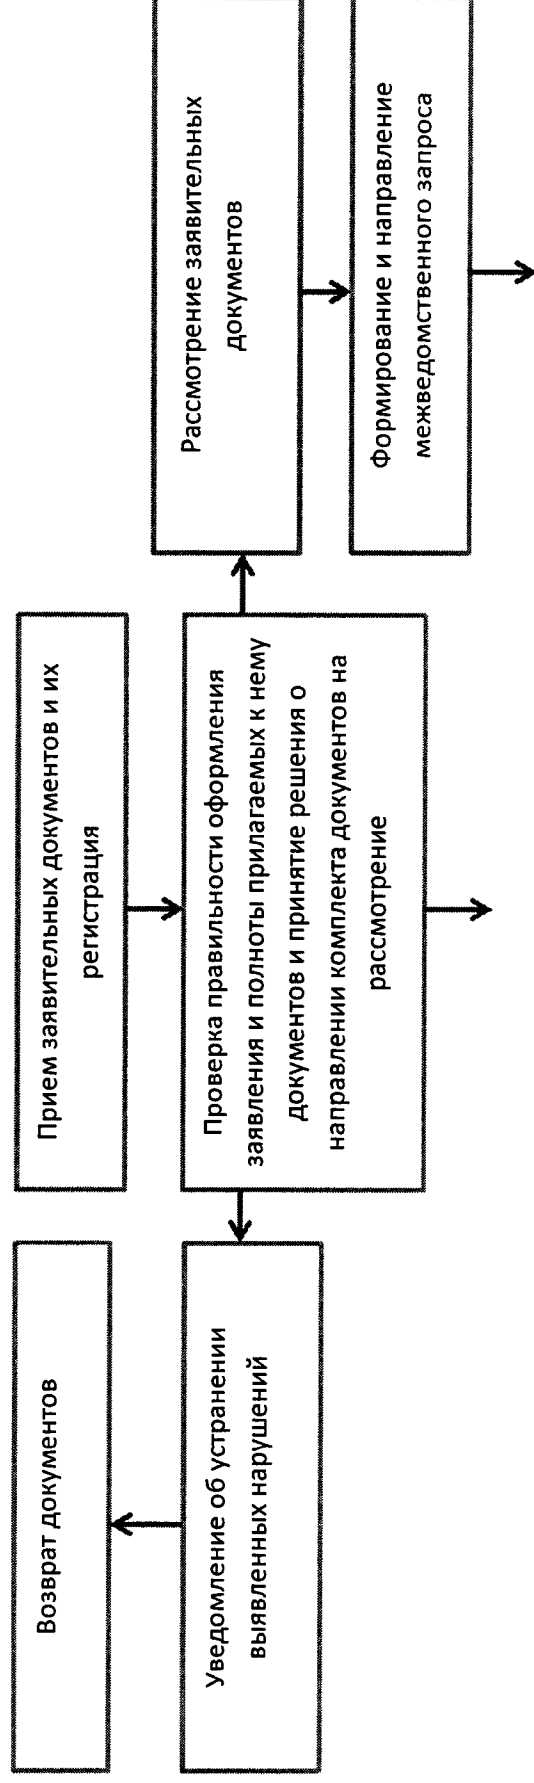 Возврат документов
Уведомление об устранении
выявленных нарушений
Прием заявительных документов и их
регистрация
Проверка правильности оформления
заявления и полноты прилагаемых к нему
документов и принятие решения о
направлении комплекта документов на
рассмотрение
Рассмотрение заявительных
документов
Формирование и направление
межведомственного запроса